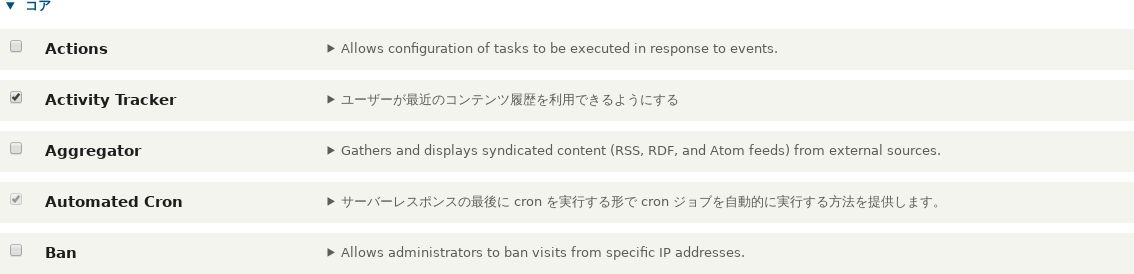 ▼ コア
Actions ▶ Allows configuration of tasks to be executed in response to events.
Activity Tracker ▶ ユーザーが最近のコンテンツ履歴を利用できるようにする
Aggregator ▶ Gathers and displays syndicated content (RSS, RDF, and Atom feeds) from external sources.
Automated Cron ▶ サーバーレスポンスの最後に cron を実行する形で cron ジョブを自動的に実行する方法を提供します。
Ban ▶ Allows administrators to ban visits from specific IP addresses.